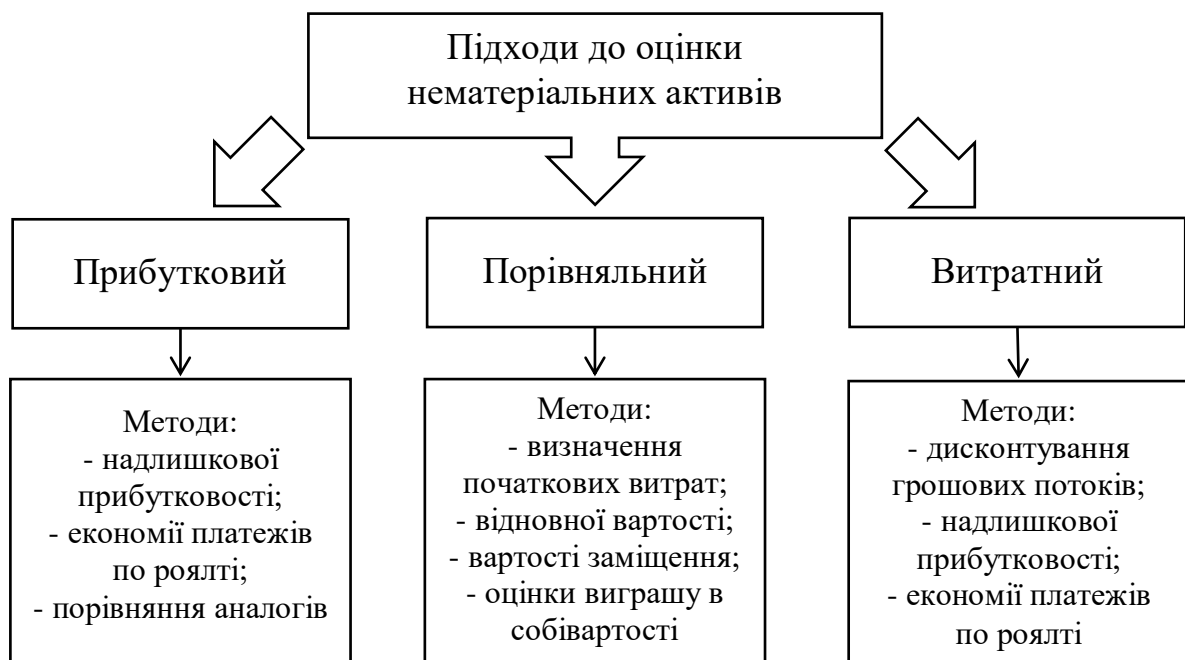 Підходи до оцінки
нематеріальних активів
Прибутковий
Порівняльний
Витратний
Методи:
- надлишкової
прибутковості;
- економії платежів
по роялті;
- порівняння аналогів
Методи:
- визначення
початкових витрат;
- відновної вартості;
- вартості заміщення;
- оцінки виграшу в
собівартості
Методи:
- дисконтування
грошових потоків;
- надлишкової
прибутковості;
- економії платежів
по роялті